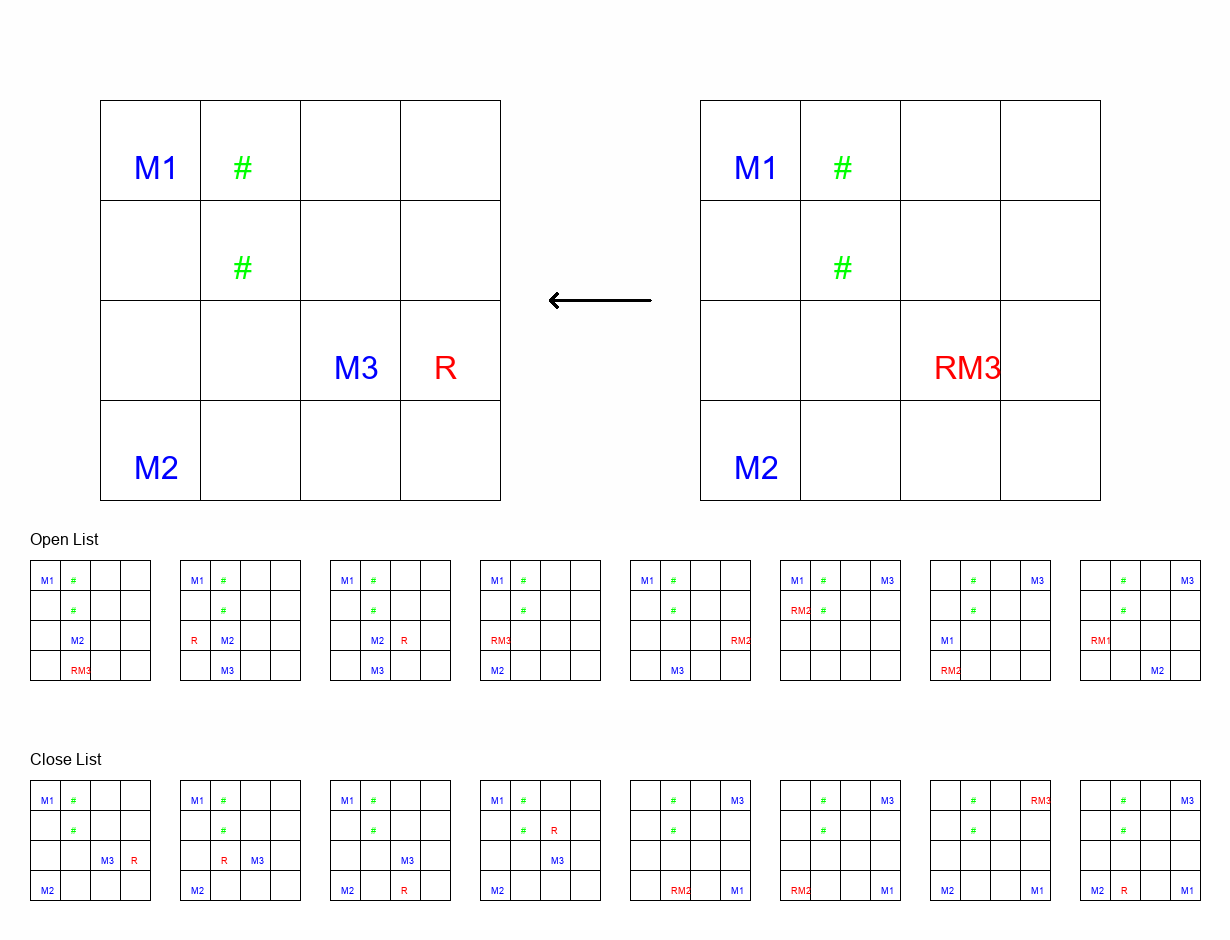 M1 # M1 #
# #
M3 R RM3
M2 M2
Open List
M1 # M1 # M1 # M1 # M1 # M1 # M3 # M3 # M3
# # # # # RM2 # # #
M2 R M2 M2 R RM3 RM2 M1 RM1
RM3 M3 M3 M2 M3 RM2 M2
Close List
M1 # M1 # M1 # M1 # # M3 # M3 # RM3 # M3
# # # # R # # # #
M3 R R M3 M3 M3
M2 M2 M2 R M2 RM2 M1 RM2 M1 M2 M1 M2 R M1